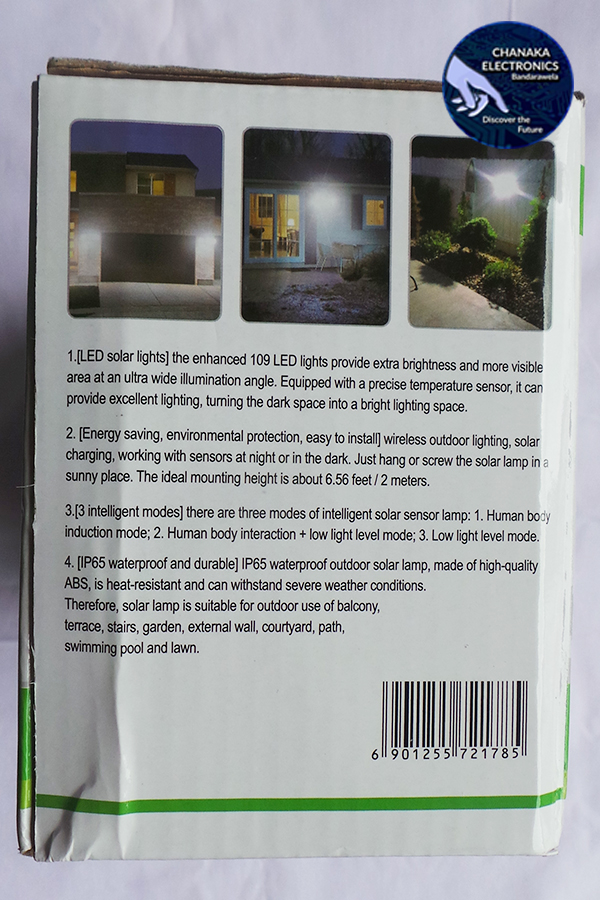 CHANAKA
ELECTRONICS
Bandarawela
Discover the
Future
1.[LED solar lights] the enhanced 109 LED lights provide extra brightness and more visible
area at an ultra wide illumination angle. Equipped with a precise temperature sensor, it can
provide excellent lighting, turning the dark space into a bright lighting space.
2. [Energy saving, environmental protection, easy to install] wireless outdoor lighting, solar
charging, working with sensors at night or in the dark. Just hang or screw the solar lamp in a
sunny place. The ideal mounting height is about 6.56 feet / 2 meters.
3.[3 intelligent modes] there are three modes of intelligent solar sensor lamp: 1. Human body
induction mode; 2. Human body interaction + low light level mode; 3. Low light level mode.
4. [IP65 waterproof and durable] IP65 waterproof outdoor solar lamp, made of high-quality
ABS, is heat-resistant and can withstand severe weather conditions.
Therefore, solar lamp is suitable for outdoor use of balcony,
terrace, stairs, garden, external wall, courtyard, path,
swimming pool and lawn.
6 901255 721785